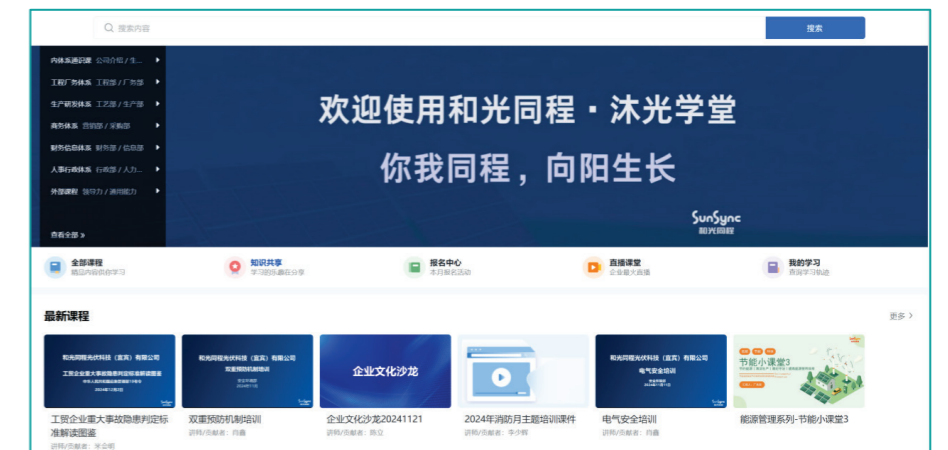 搜索内容
搜索
内体系通识课 公司介绍 / 生...
工程厂务体系 工程部 / 厂务部
生产研发体系 工艺部 / 生产部
商务体系 营销部 / 采购部
财务信息体系 财务部 / 信息部
人事行政体系 行政部 / 人力...
外部课程 领导力 / 通用能力
查看全部 »
欢迎使用和光同程·沐光学堂
你我同程，向阳生长
SunSync
和光同程
全部课程
精品内容供你学习
知识共享
学习的乐趣在分享
报名中心
本月报名活动
直播课堂
企业最火直播
我的学习
查询学习轨迹
最新课程
更多 >
和光同程光伏科技（宜宾）有限公司
工贸企业重大事故隐患判定标准解读图鉴
工贸企业重大事故隐患判定标
准解读图鉴
讲师/贡献者：
和光同程光伏科技（宜宾）有限公司
双重预防机制培训
SunSync
双重预防机制培训
讲师/贡献者：肖鑫
企业文化沙龙
企业文化沙龙20241121
讲师/贡献者：陈立
2024年消防月主题培训课件
讲师/贡献者：李少辉
和光同程光伏科技（宜宾）有限公司
电气安全培训
SunSync
电气安全培训
讲师/贡献者：肖鑫
节能小课堂3
能源管理系列-节能小课堂3